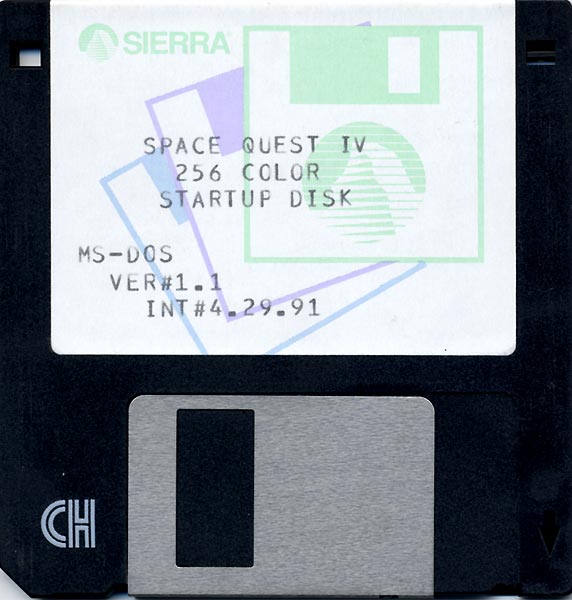 SIERRA
SPACE QUEST IV
256 COLOR
STARTUP DISK
MS-DOS
VER#1.1
INT#4.29.91
CH